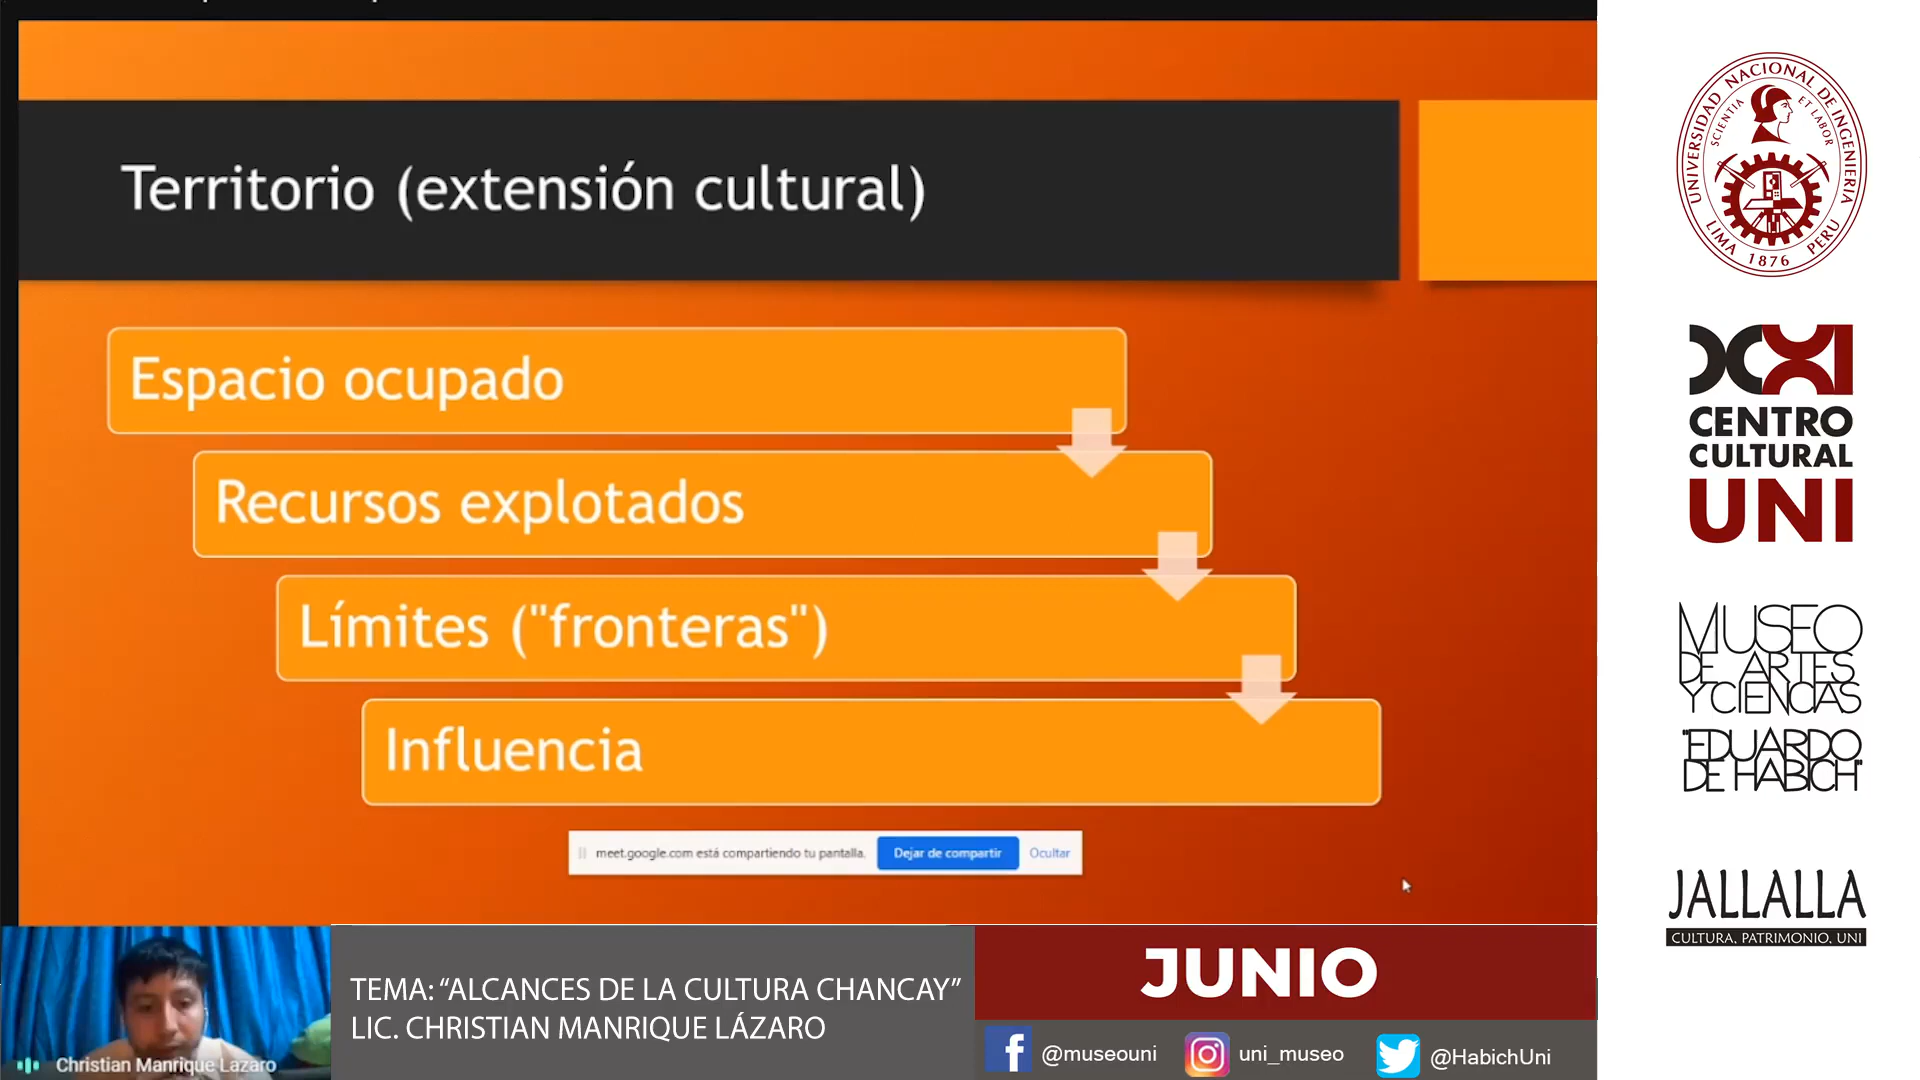 Territorio (extensión cultural)
Espacio ocupado
Recursos explotados
Límites ("fronteras")
Influencia
meet.google.com está compartiendo tu pantalla.
Dejar de compartir
Ocultar
Christian Manrique Lazaro
TEMA: “ALCANCES DE LA CULTURA CHANCAY”
LIC. CHRISTIAN MANRIQUE LÁZARO
JUNIO
@museouni
uni_museo
@HabichUni
UNIVERSIDAD NACIONAL DE INGENIERIA
SCIENTIA ET LABOR
LIMA 1876 PERU
XXI
CENTRO
CULTURAL
UNI
MUSEO
DE ARTES
Y CIENCIAS
"EDUARDO
DE HABICH"
JALLALLA
CULTURA, PATRIMONIO, UNI